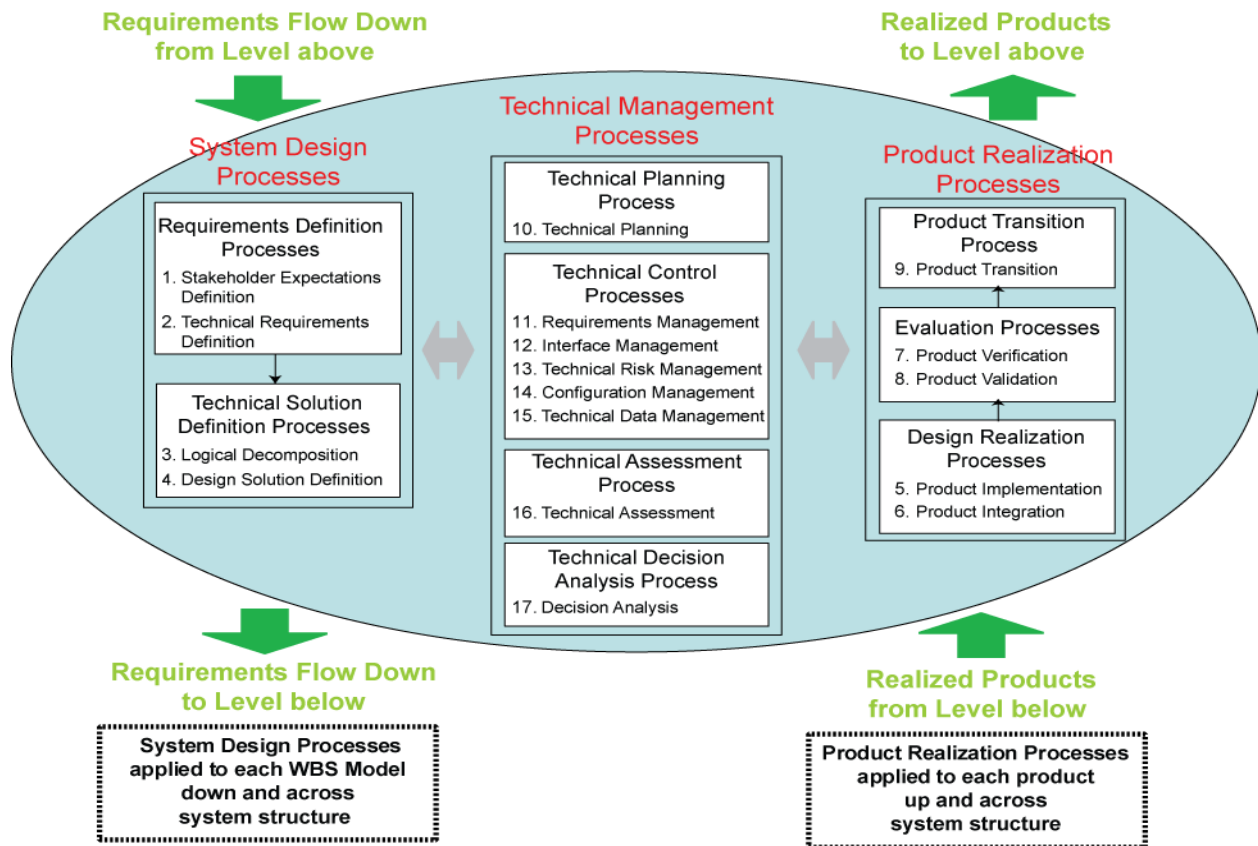 Requirements Flow Down
from Level above
Realized Products
to Level above
System Design
Processes
Requirements Definition
Processes
1. Stakeholder Expectations
Definition
2. Technical Requirements
Definition
Technical Solution
Definition Processes
3. Logical Decomposition
4. Design Solution Definition
Technical Management
Processes
Technical Planning
Process
10. Technical Planning
Technical Control
Processes
11. Requirements Management
12. Interface Management
13. Technical Risk Management
14. Configuration Management
15. Technical Data Management
Technical Assessment
Process
16. Technical Assessment
Technical Decision
Analysis Process
17. Decision Analysis
Product Realization
Processes
Product Transition
Process
9. Product Transition
Evaluation Processes
7. Product Verification
8. Product Validation
Design Realization
Processes
5. Product Implementation
6. Product Integration
Requirements Flow Down
to Level below
System Design Processes
applied to each WBS Model
down and across
system structure
Realized Products
from Level below
Product Realization Processes
applied to each product
up and across
system structure